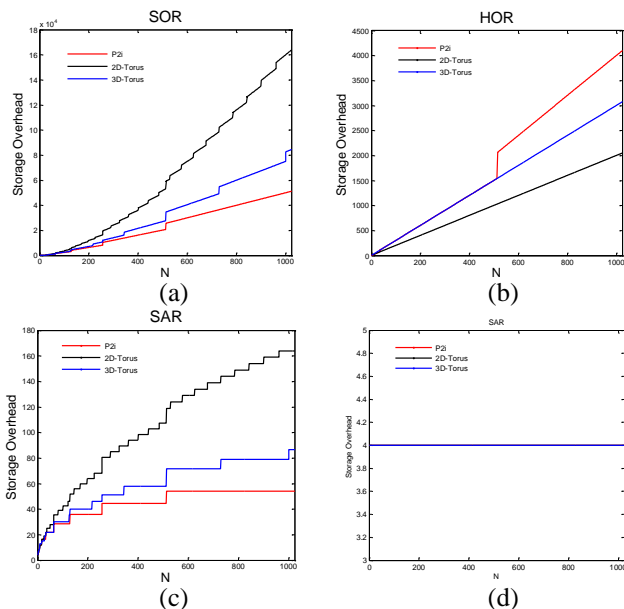 SOR
x 10^4
18
16
14
12
10
8
6
4
2
0
Storage Overhead
P2i
2D-Torus
3D-Torus
0 200 400 600 800 1000
N
(a)
HOR
4500
4000
3500
3000
2500
2000
1500
1000
500
0
Storage Overhead
P2i
2D-Torus
3D-Torus
0 200 400 600 800 1000
N
(b)
SAR
180
160
140
120
100
80
60
40
20
0
Storage Overhead
P2i
2D-Torus
3D-Torus
0 200 400 600 800 1000
N
(c)
SAR
5
4.8
4.6
4.4
4.2
4
3.8
3.6
3.4
3.2
3
Storage Overhead
P2i
2D-Torus
3D-Torus
0 200 400 600 800 1000
N
(d)